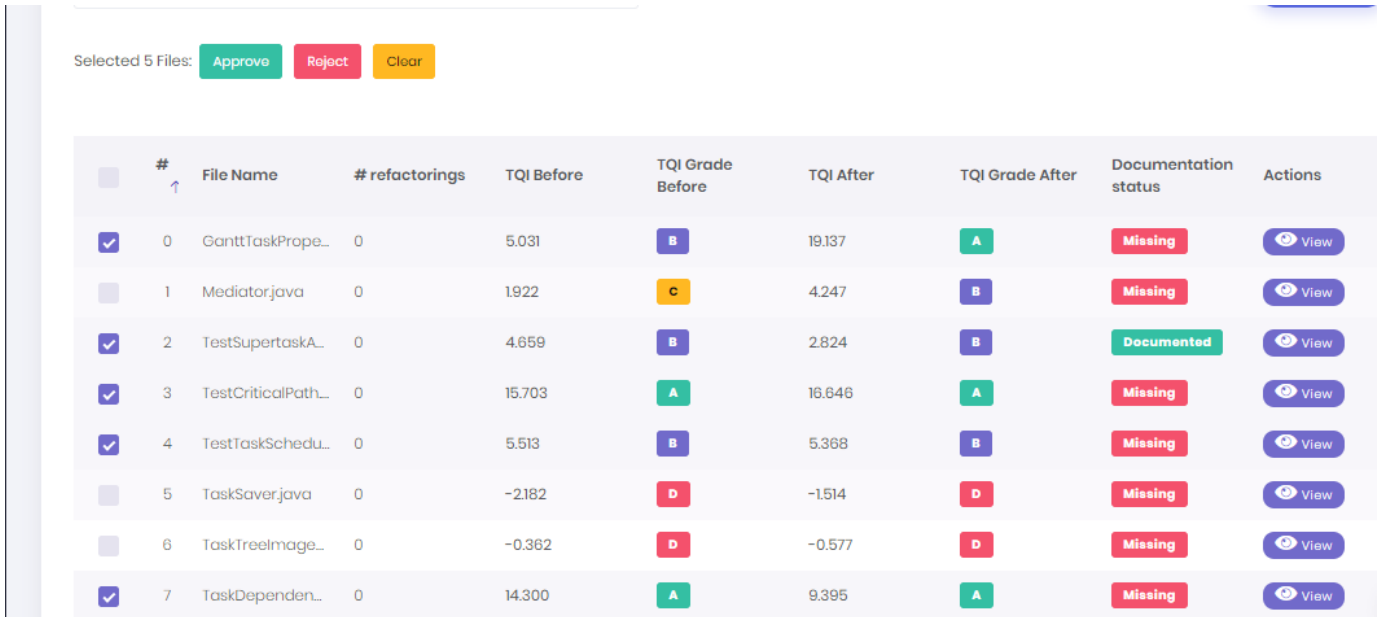 Selected 5 Files: Approve Reject Clear
# File Name # refactorings TQI Before TQI Grade Before TQI After TQI Grade After Documentation status Actions
0 GanttTaskPrope... 0 5.031 B 19.137 A Missing View
1 Mediator.java 0 1.922 C 4.247 B Missing View
2 TestSupertaskA... 0 4.659 B 2.824 B Documented View
3 TestCriticalPath... 0 15.703 A 16.646 A Missing View
4 TestTaskSchedu... 0 5.513 B 5.368 B Missing View
5 TaskSaver.java 0 -2.182 D -1.514 D Missing View
6 TaskTreeImage... 0 -0.362 D -0.577 D Missing View
7 TaskDependen... 0 14.300 A 9.395 A Missing View